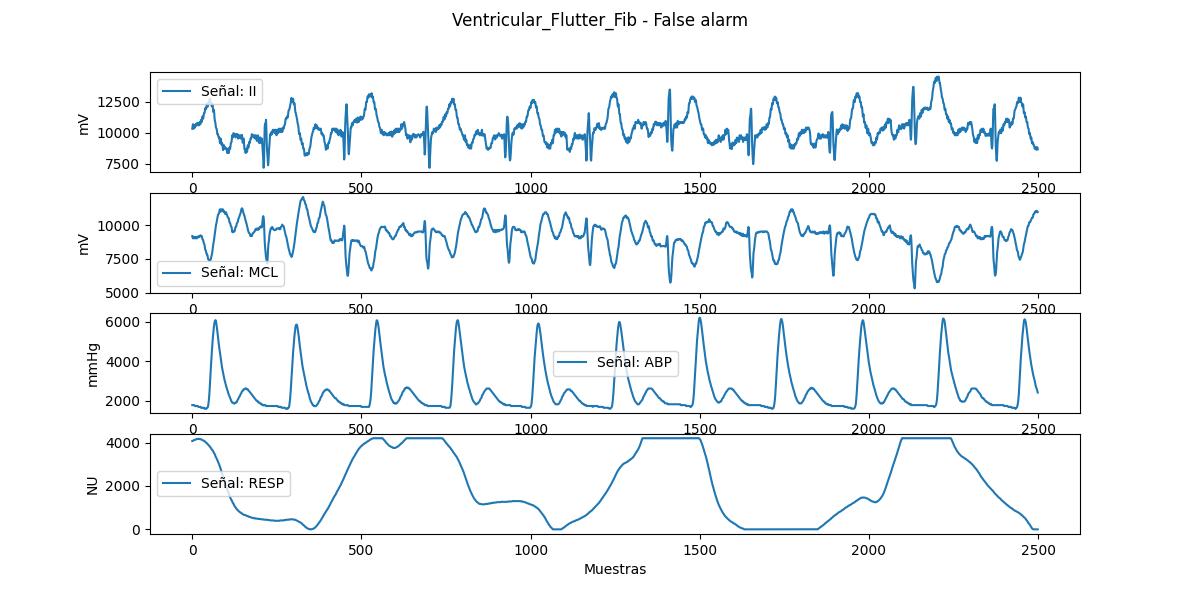 Ventricular_Flutter_Fib - False alarm
12500
10000
7500
mV
Señal: II
0 500 1000 1500 2000 2500
10000
7500
5000
mV
Señal: MCL
0 500 1000 1500 2000 2500
6000
4000
2000
mmHg
Señal: ABP
0 500 1000 1500 2000 2500
4000
2000
0
NU
Señal: RESP
0 500 1000 1500 2000 2500
Muestras